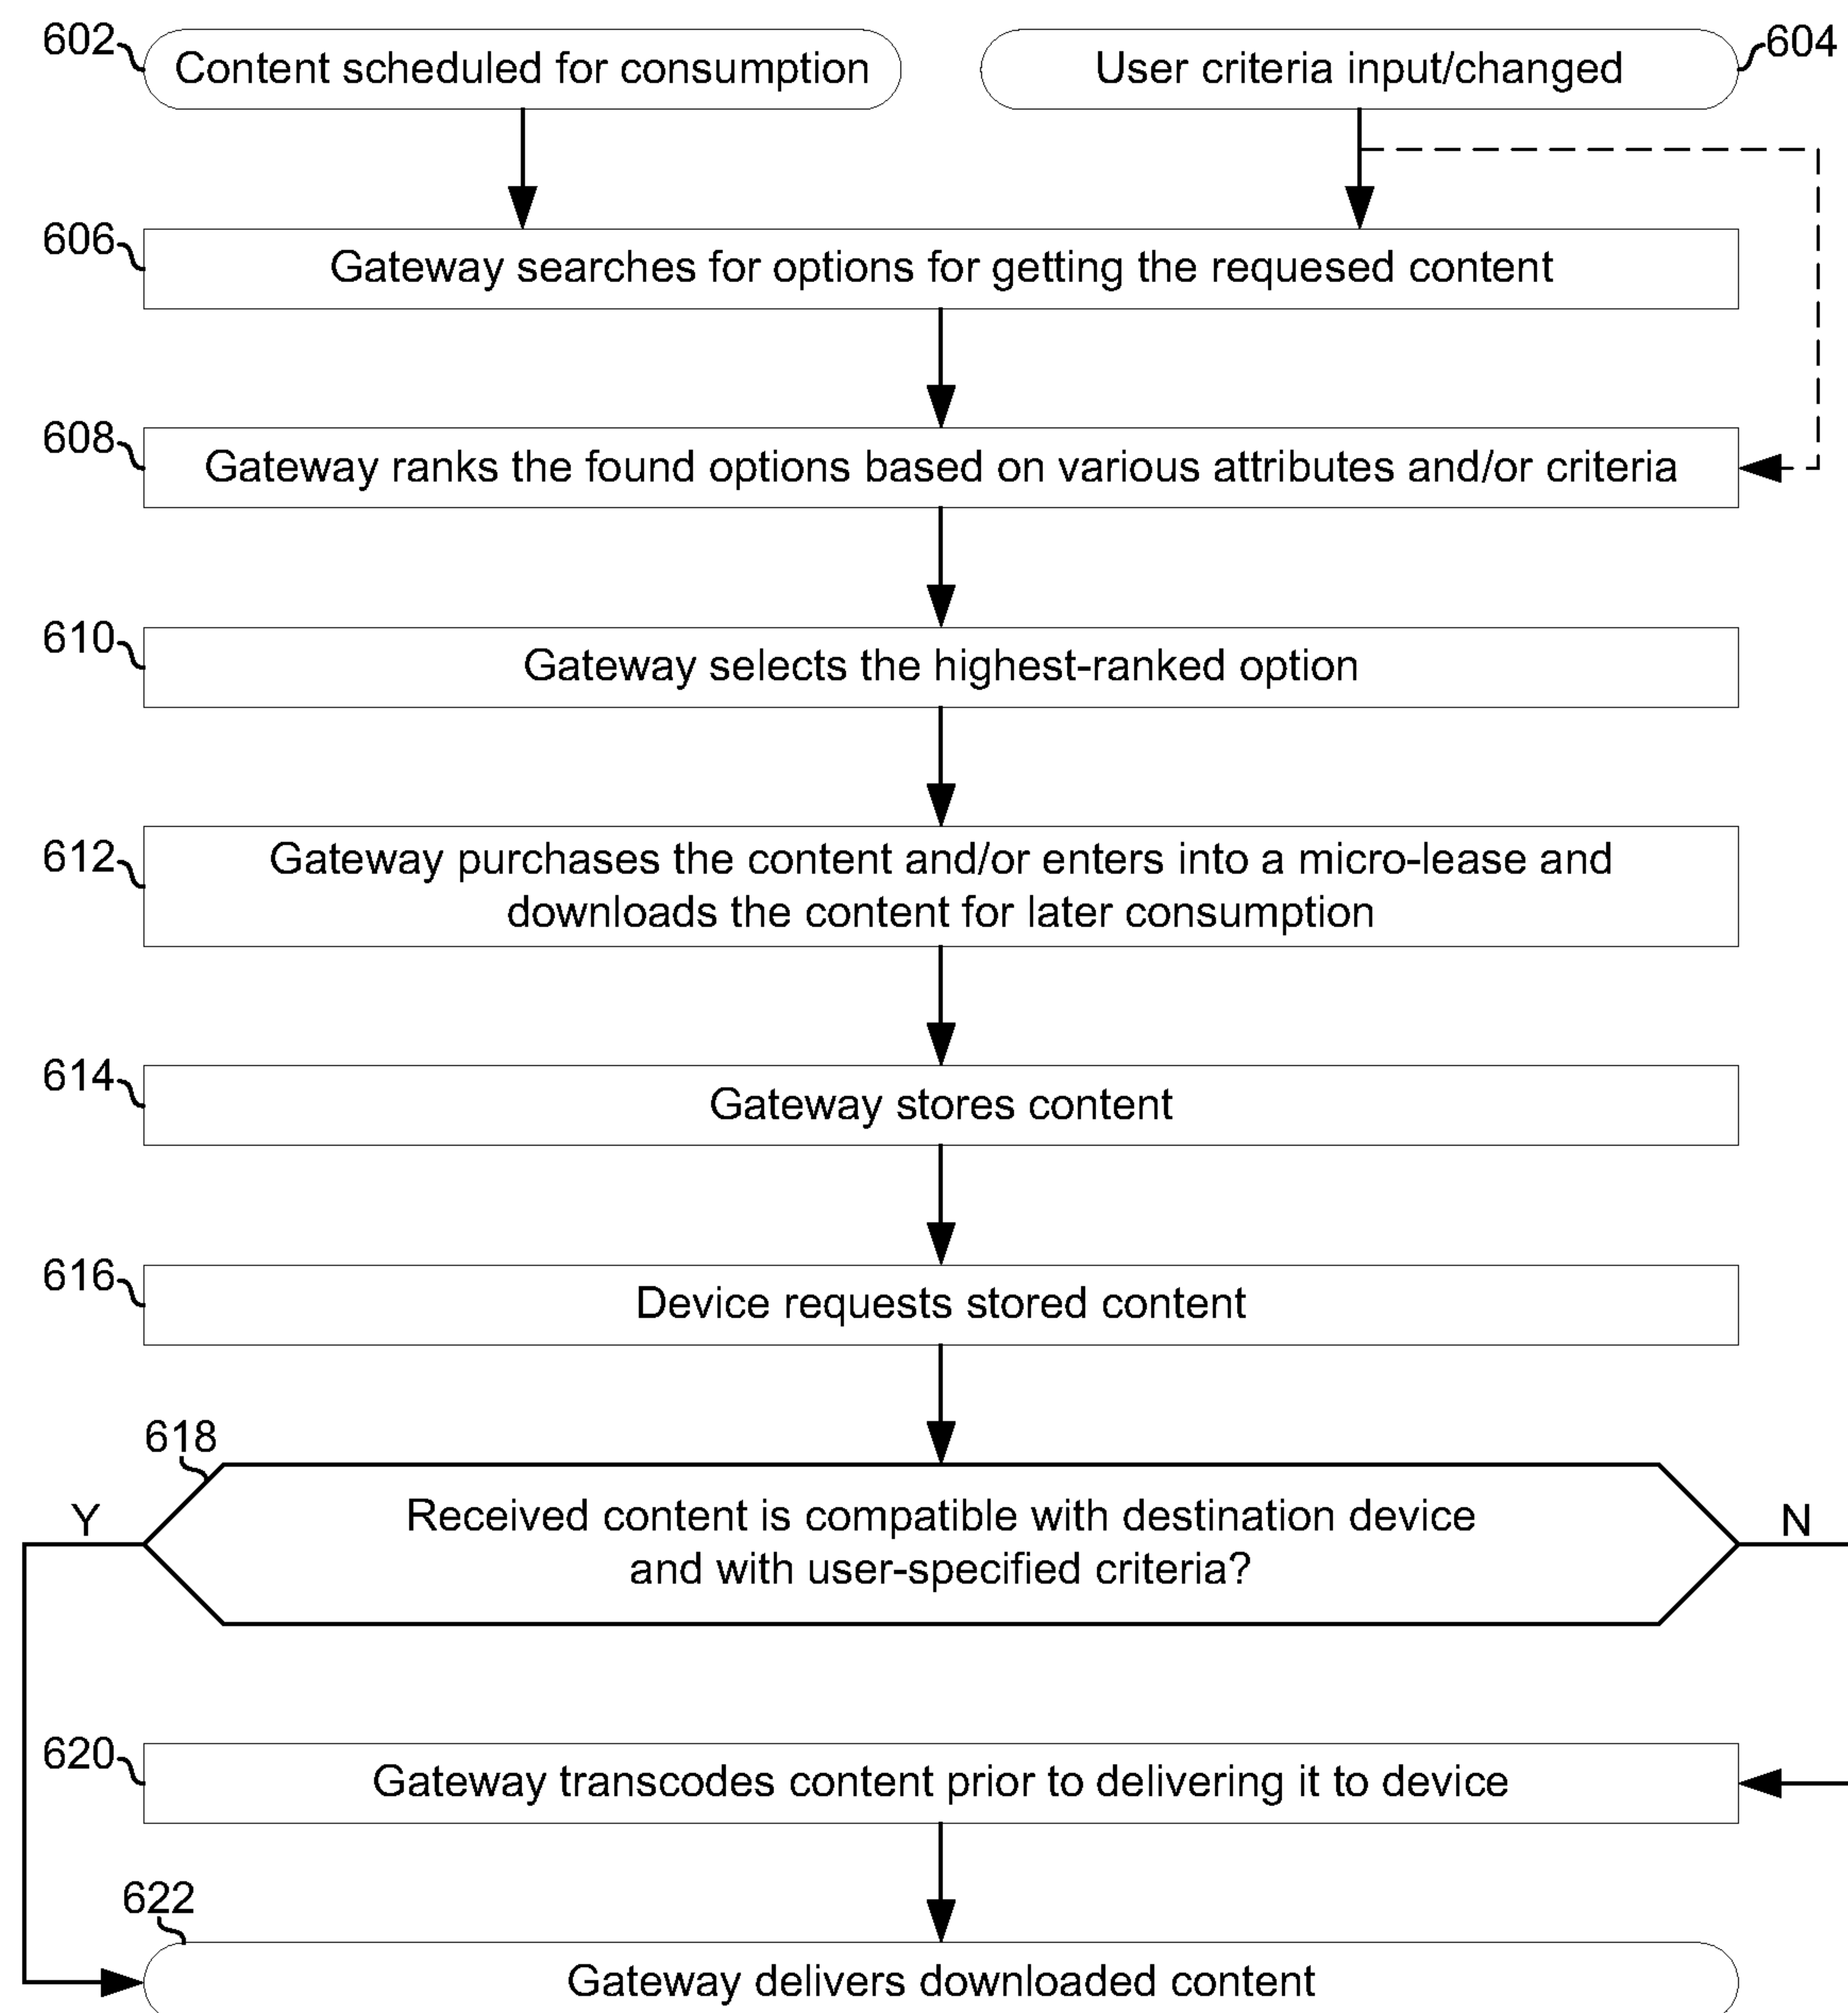 602
Content scheduled for consumption
User criteria input/changed
604
606
Gateway searches for options for getting the requesed content
608
Gateway ranks the found options based on various attributes and/or criteria
610
Gateway selects the highest-ranked option
612
Gateway purchases the content and/or enters into a micro-lease and
downloads the content for later consumption
614
Gateway stores content
616
Device requests stored content
618
Y
Received content is compatible with destination device
and with user-specified criteria?
N
620
Gateway transcodes content prior to delivering it to device
622
Gateway delivers downloaded content